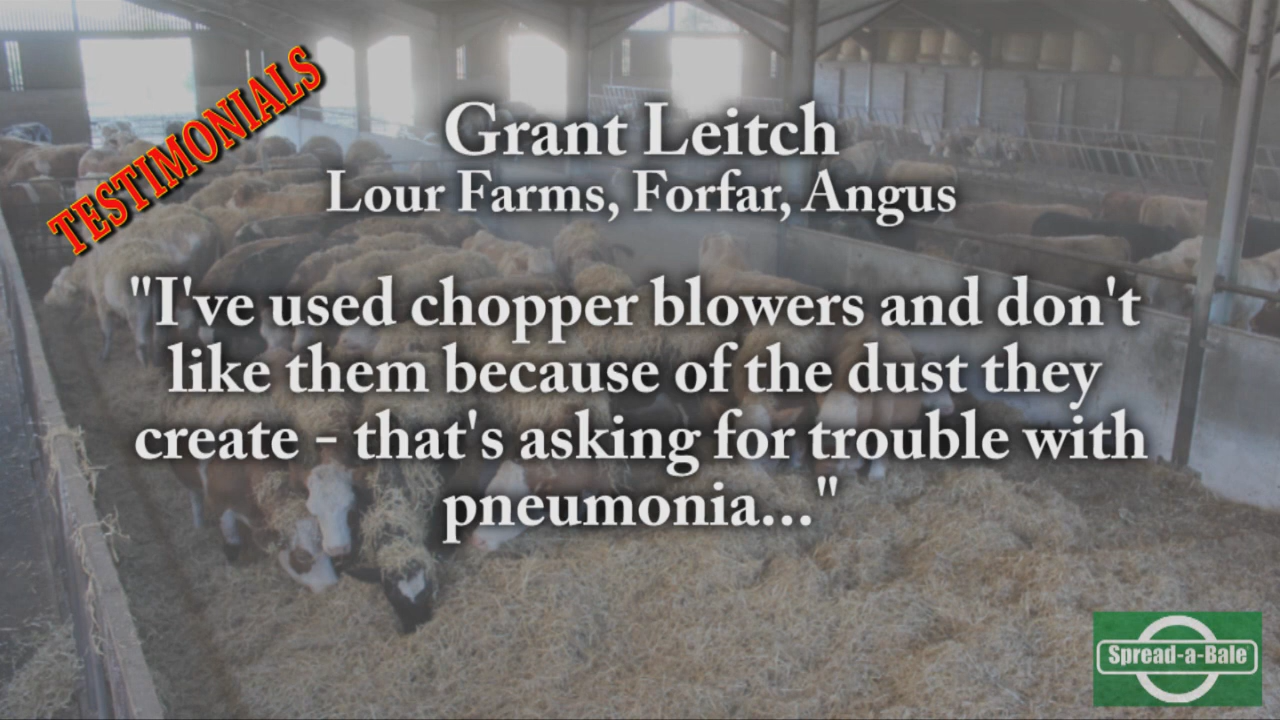 TESTIMONIALS
Grant Leitch
Lour Farms, Forfar, Angus
"I've used chopper blowers and don't
like them because of the dust they
create - that's asking for trouble with
pneumonia..."
Spread-a-Bale